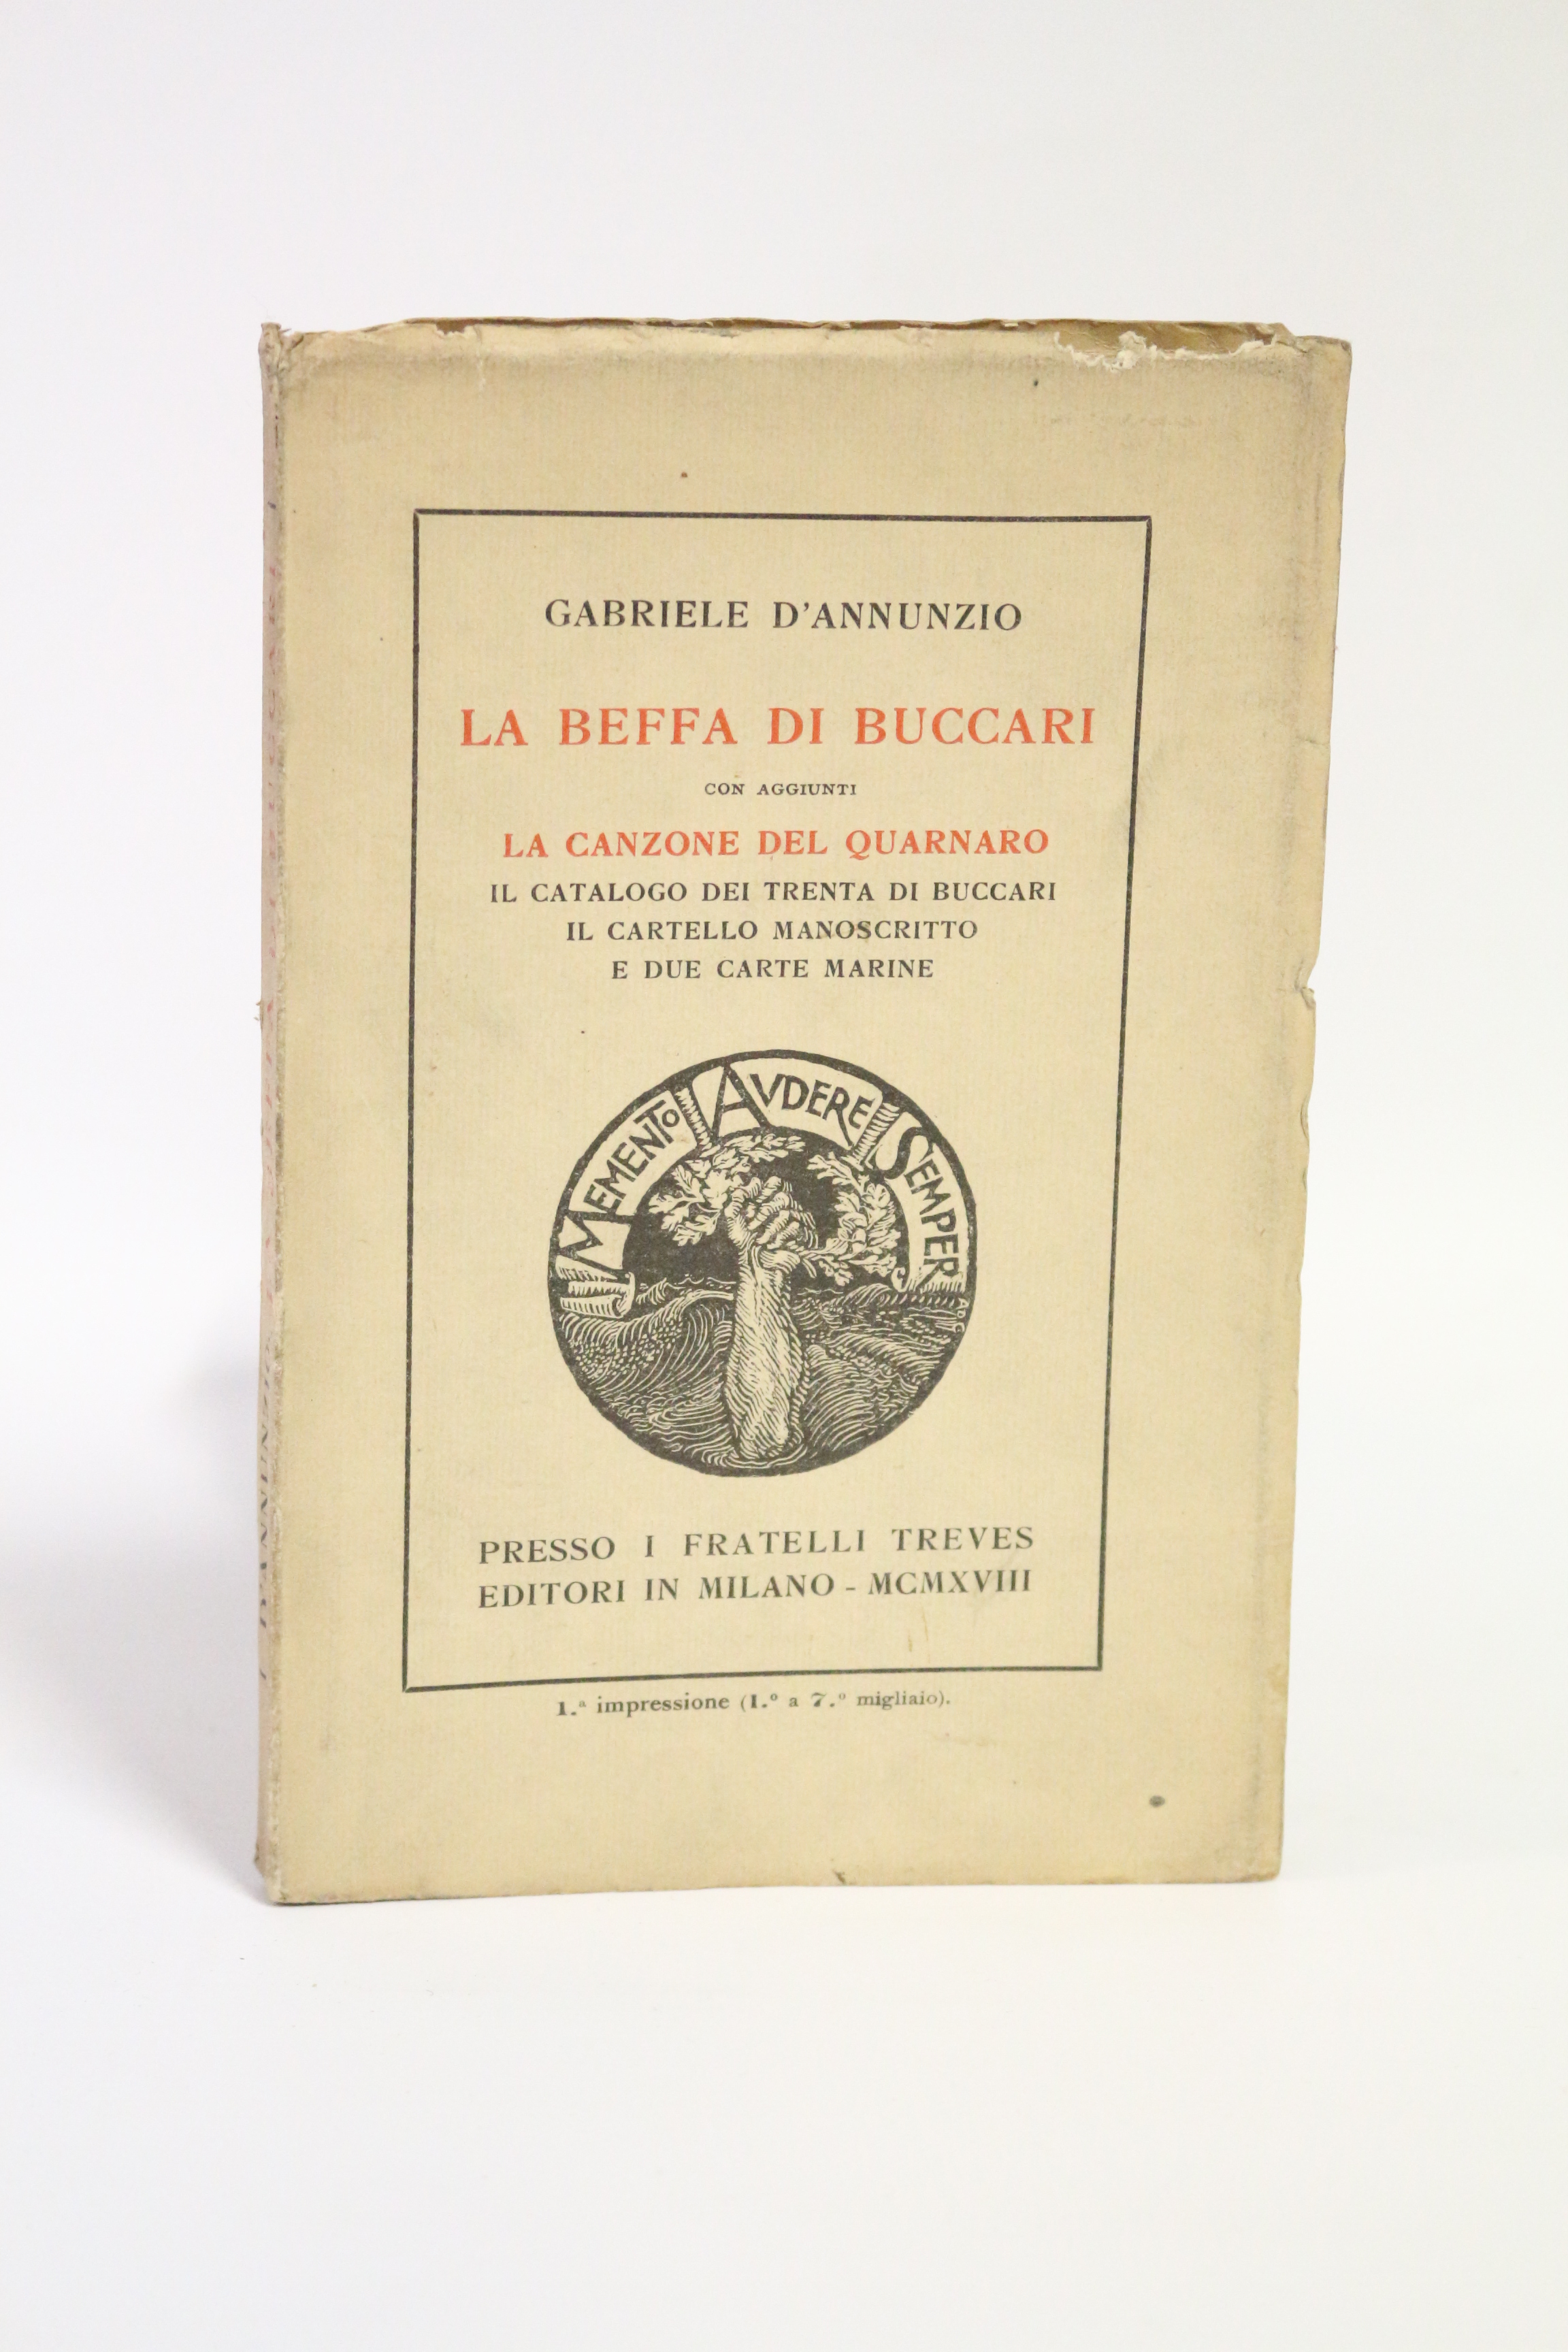 GABRIELE D'ANNUNZIO
LA BEFFA DI BUCCARI
CON AGGIUNTI
LA CANZONE DEL QUARNARO
IL CATALOGO DEI TRENTA DI BUCCARI
IL CARTELLO MANOSCRITTO
E DUE CARTE MARINE
MEMENTO AVDERE SEMPER
PRESSO I FRATELLI TREVES
EDITORI IN MILANO - MCMXVIII
1.ª impressione (1.º a 7.º migliaio).
D'ANNUNZIO